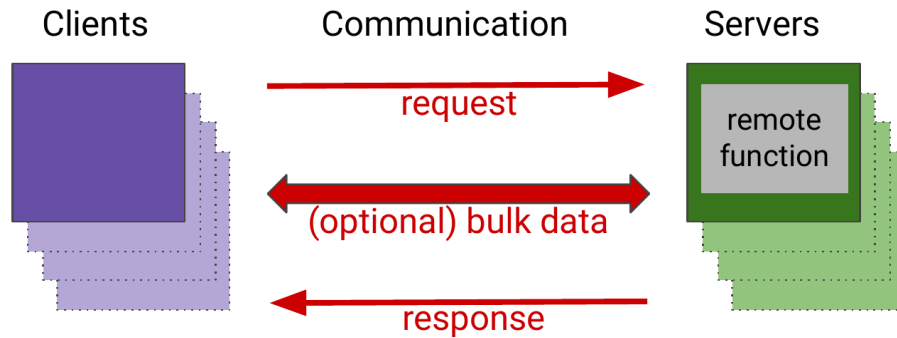 Clients
Communication
Servers
request
remote
function
(optional) bulk data
response